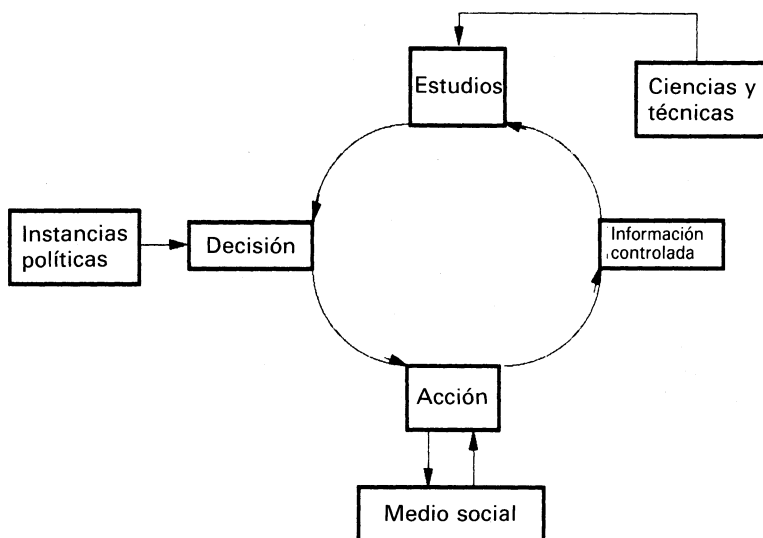 Estudios
Ciencias y
técnicas
Instancias
políticas
Decisión
Información
controlada
Acción
Medio social